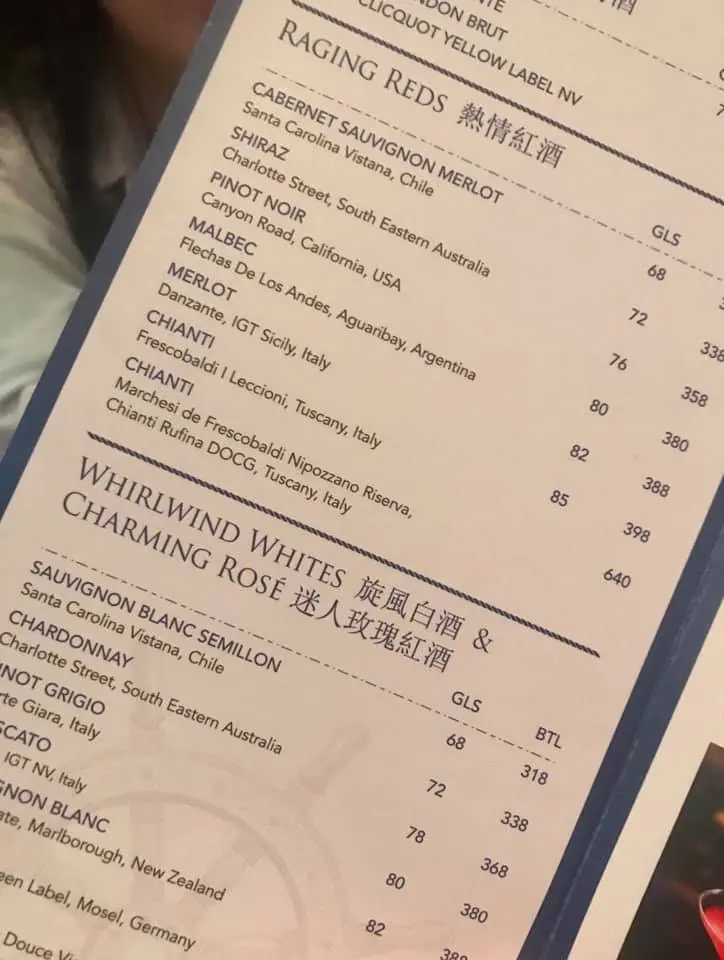 NDON BRUT
CLICQUOT YELLOW LABEL NV
RAGING REDS 熱情紅酒
GLS
CABERNET SAUVIGNON MERLOT 68
Santa Carolina Vistana, Chile
SHIRAZ 72 338
Charlotte Street, South Eastern Australia
PINOT NOIR 76 358
Canyon Road, California, USA
MALBEC 80 380
Flechas De Los Andes, Aguaribay, Argentina
MERLOT 82 388
Danzante, IGT Sicily, Italy
CHIANTI 85 398
Frescobaldi I Leccioni, Tuscany, Italy
CHIANTI 640
Marchesi de Frescobaldi Nipozzano Riserva,
Chianti Rufina DOCG, Tuscany, Italy
WHIRLWIND WHITES 旋風白酒 &
CHARMING ROSÉ 迷人玫瑰紅酒
GLS BTL
SAUVIGNON BLANC SEMILLON 68 318
Santa Carolina Vistana, Chile
CHARDONNAY 72 338
Charlotte Street, South Eastern Australia
INOT GRIGIO 78 368
rte Giara, Italy
SCATO 80 380
IGT NV, Italy
GNON BLANC 82 388
ate, Marlborough, New Zealand
een Label, Mosel, Germany
Douce